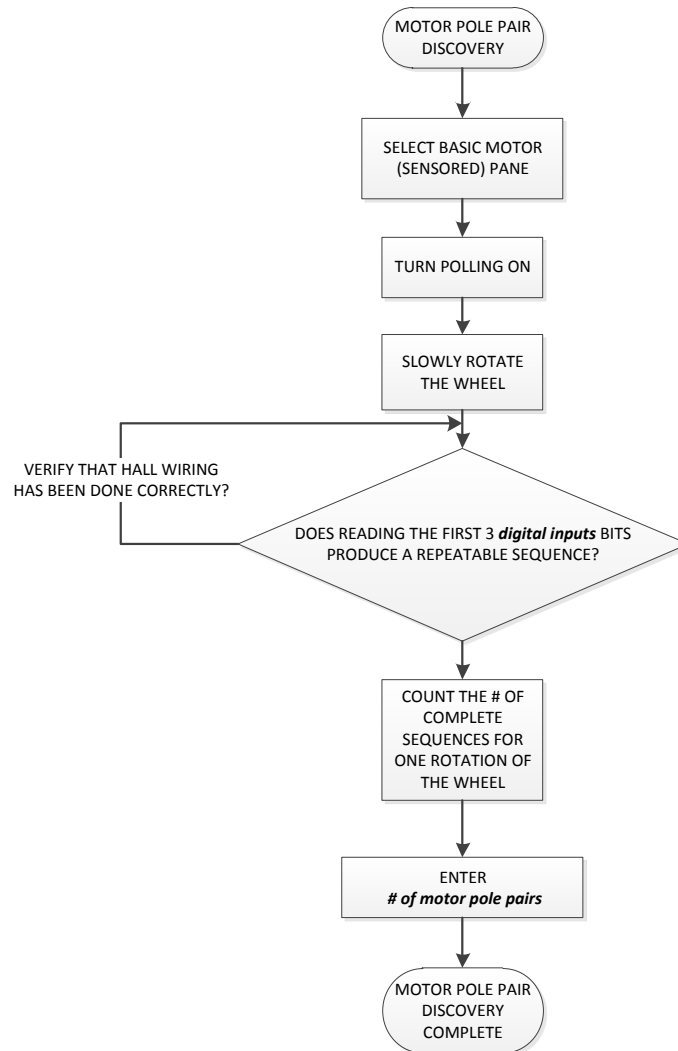 MOTOR POLE PAIR
DISCOVERY
SELECT BASIC MOTOR
(SENSORED) PANE
TURN POLLING ON
SLOWLY ROTATE
THE WHEEL
VERIFY THAT HALL WIRING
HAS BEEN DONE CORRECTLY?
DOES READING THE FIRST 3 digital inputs BITS
PRODUCE A REPEATABLE SEQUENCE?
COUNT THE # OF
COMPLETE
SEQUENCES FOR
ONE ROTATION OF
THE WHEEL
ENTER
# of motor pole pairs
MOTOR POLE PAIR
DISCOVERY
COMPLETE